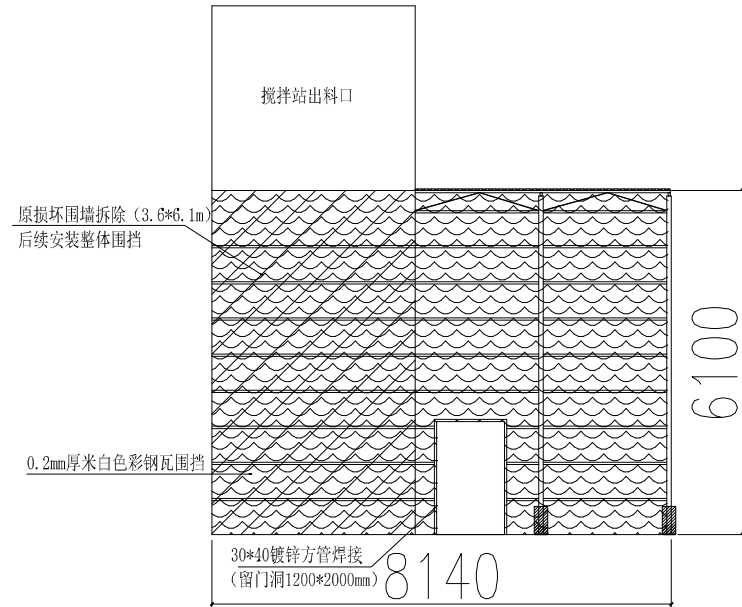 搅拌站出料口
原损坏围墙拆除（3.6*6.1m）
后续安装整体围挡
6100
0.2mm厚米白色彩钢瓦围挡
30*40镀锌方管焊接
（留门洞1200*2000mm）
8140